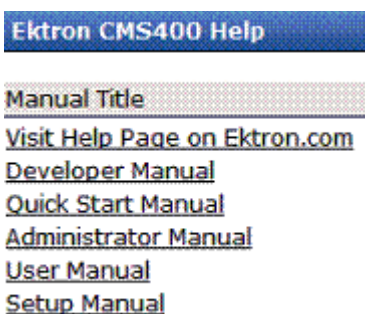 Ektron CMS400 Help
Manual Title
Visit Help Page on Ektron.com
Developer Manual
Quick Start Manual
Administrator Manual
User Manual
Setup Manual